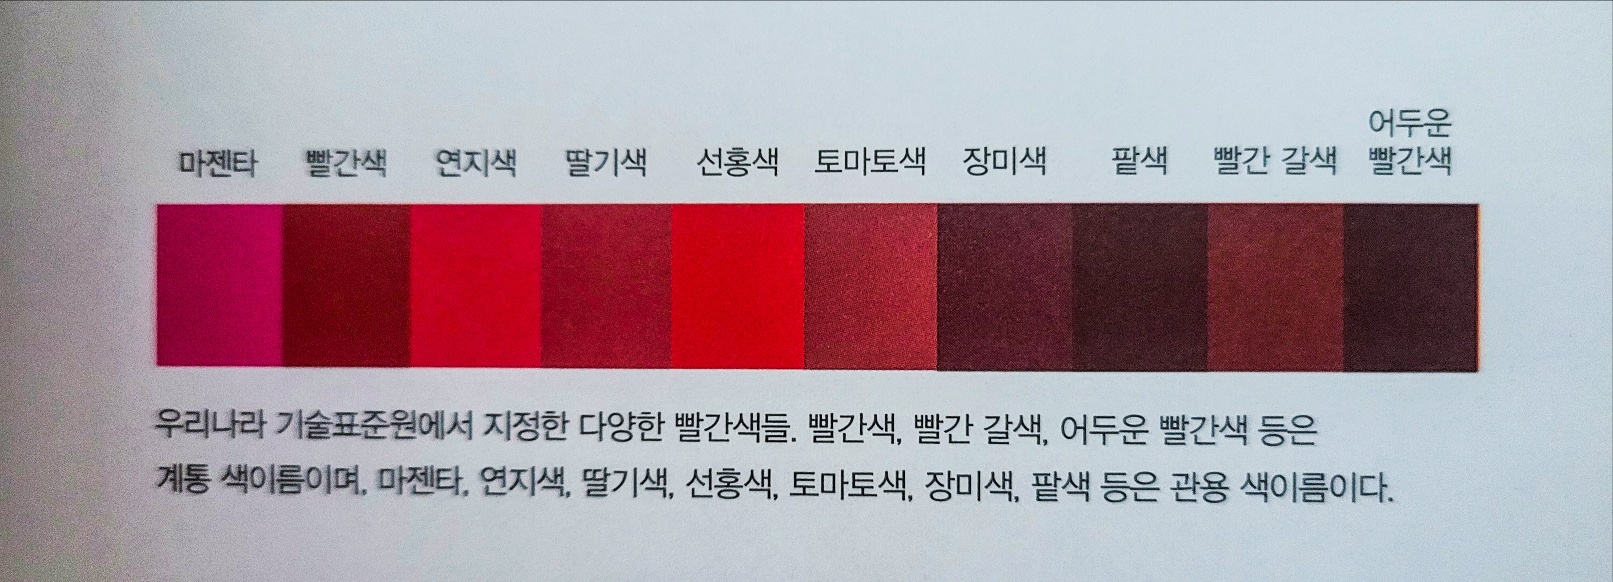 마젠타 빨간색 연지색 딸기색 선홍색 토마토색 장미색 팥색 빨간 갈색 어두운 빨간색
우리나라 기술표준원에서 지정한 다양한 빨간색들. 빨간색, 빨간 갈색, 어두운 빨간색 등은
계통 색이름이며, 마젠타, 연지색, 딸기색, 선홍색, 토마토색, 장미색, 팥색 등은 관용 색이름이다.